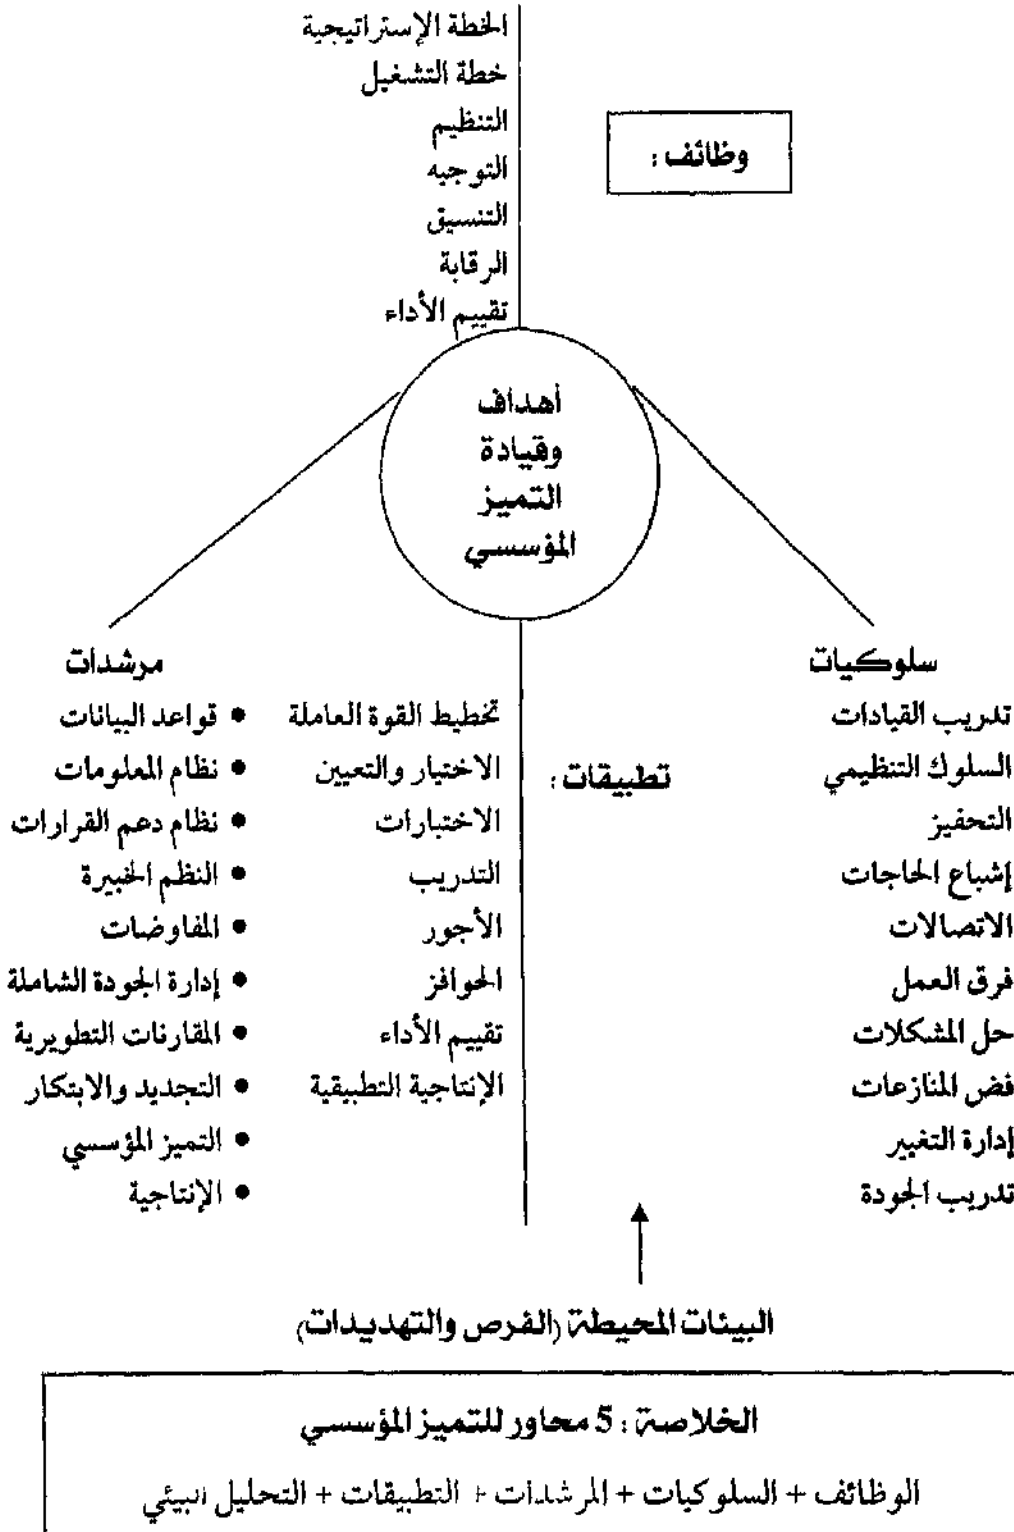 الخطة الإستراتيجية
خطة التشغيل
التنظيم
التوجيه
التنسيق
الرقابة
تقييم الأداء
وظائف :
أهداف
وقيادة
التميز
المؤسسي
سلوكيات
تدريب القيادات
السلوك التنظيمي
التحفيز
إشباع الحاجات
الاتصالات
فرق العمل
حل المشكلات
فض المنازعات
إدارة التغيير
تدريب الجودة
تطبيقات :
تخطيط القوة العاملة
الاختيار والتعيين
الاختبارات
التدريب
الأجور
الحوافز
تقييم الأداء
الإنتاجية التطبيقية
مرشدات
• قواعد البيانات
• نظام المعلومات
• نظام دعم القرارات
• النظم الخبيرة
• المفاوضات
• إدارة الجودة الشاملة
• المقارنات التطويرية
• التجديد والابتكار
• التميز المؤسسي
• الإنتاجية
البيئات المحيطة (الفرص والتهديدات)
الخلاصة : 5 محاور للتميز المؤسسي
الوظائف + السلوكيات + المرشدات + التطبيقات + التحليل البيئي